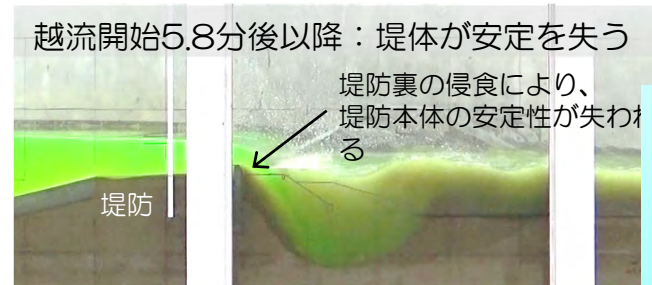 越流開始5.8分後以降：堤体が安定を失う
堤防裏の侵食により、
堤防本体の安定性が失われ
る
堤防